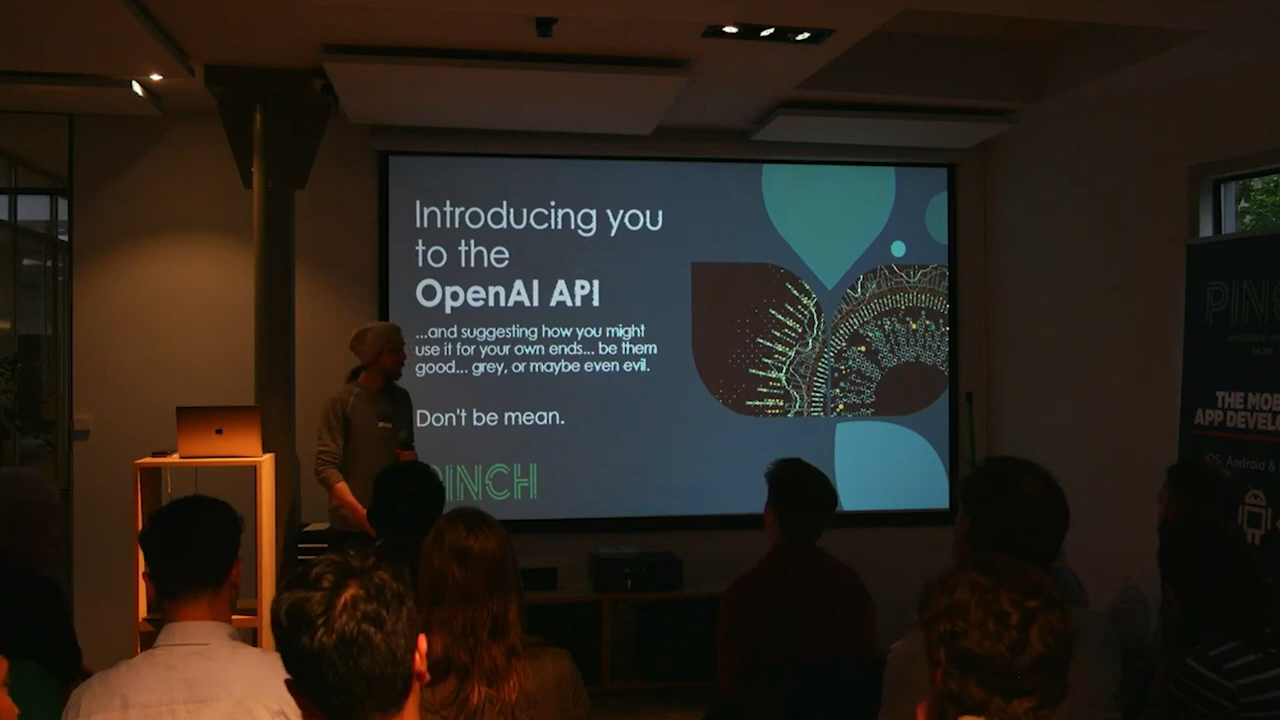 Introducing you
to the
OpenAI API
...and suggesting how you might
use it for your own ends... be them
good... grey, or maybe even evil.
Don't be mean.
PINCH
THE MOB
APP DEVELO
iOS, Android &